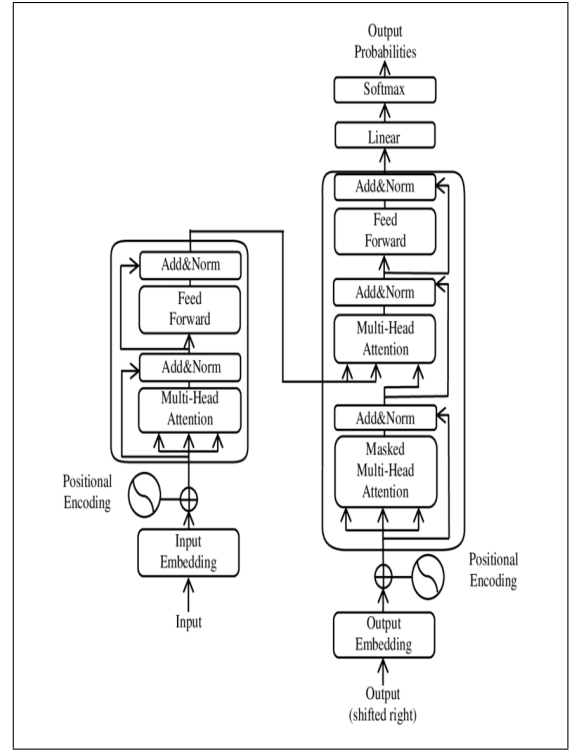 Output
Probabilities
Softmax
Linear
Add&Norm
Feed
Forward
Add&Norm
Multi-Head
Attention
Add&Norm
Masked
Multi-Head
Attention
Positional
Encoding
Output
Embedding
Output
(shifted right)
Add&Norm
Feed
Forward
Add&Norm
Multi-Head
Attention
Positional
Encoding
Input
Embedding
Input